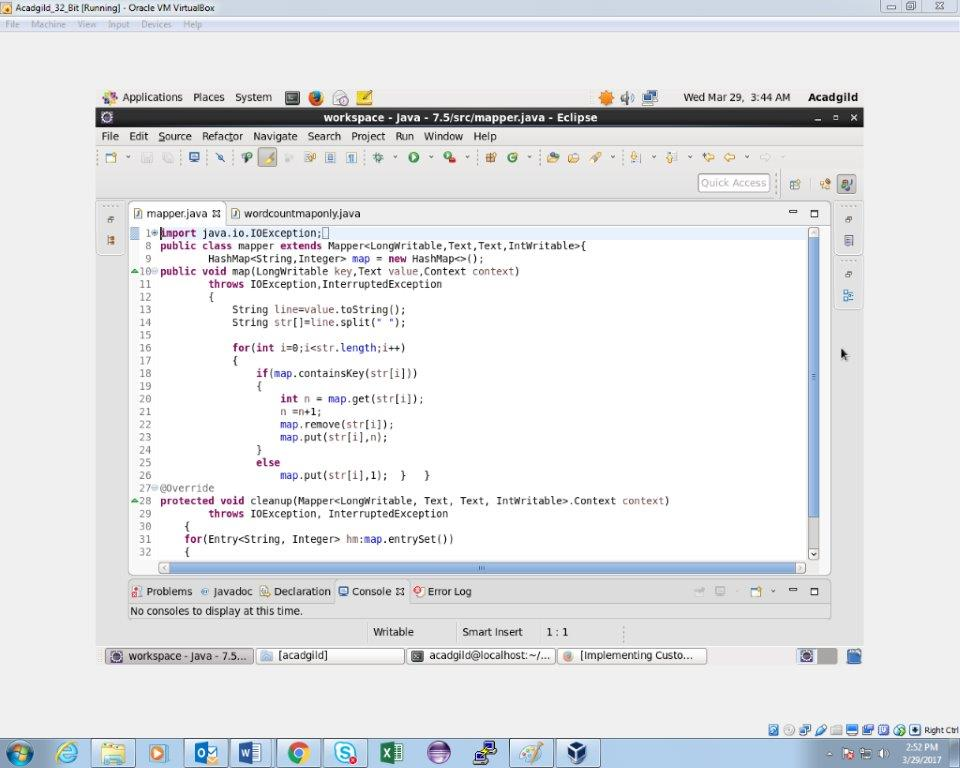 Acadgild_32_Bit [Running] - Oracle VM VirtualBox
File Machine View Input Devices Help
Applications Places System Wed Mar 29, 3:44 AM Acadgild
workspace - Java - 7.5/src/mapper.java - Eclipse
File Edit Source Refactor Navigate Search Project Run Window Help
Quick Access
mapper.java wordcountmaponly.java
1 import java.io.IOException;
8 public class mapper extends Mapper<LongWritable,Text,Text,IntWritable>{
9 HashMap<String,Integer> map = new HashMap<>();
10 public void map(LongWritable key,Text value,Context context)
11 throws IOException,InterruptedException
12 {
13 String line=value.toString();
14 String str[]=line.split(" ");
15
16 for(int i=0;i<str.length;i++)
17 {
18 if(map.containsKey(str[i]))
19 {
20 int n = map.get(str[i]);
21 n =n+1;
22 map.remove(str[i]);
23 map.put(str[i],n);
24 }
25 else
26 map.put(str[i],1); } }
27 @Override
28 protected void cleanup(Mapper<LongWritable, Text, Text, IntWritable>.Context context)
29 throws IOException, InterruptedException
30 {
31 for(Entry<String, Integer> hm:map.entrySet())
32 {
Problems Javadoc Declaration Console Error Log
No consoles to display at this time.
Writable Smart Insert 1 : 1
workspace - Java - 7.5... [acadgild] acadgild@localhost:~/... [Implementing Custo...
Right Ctrl
2:52 PM
3/29/2017